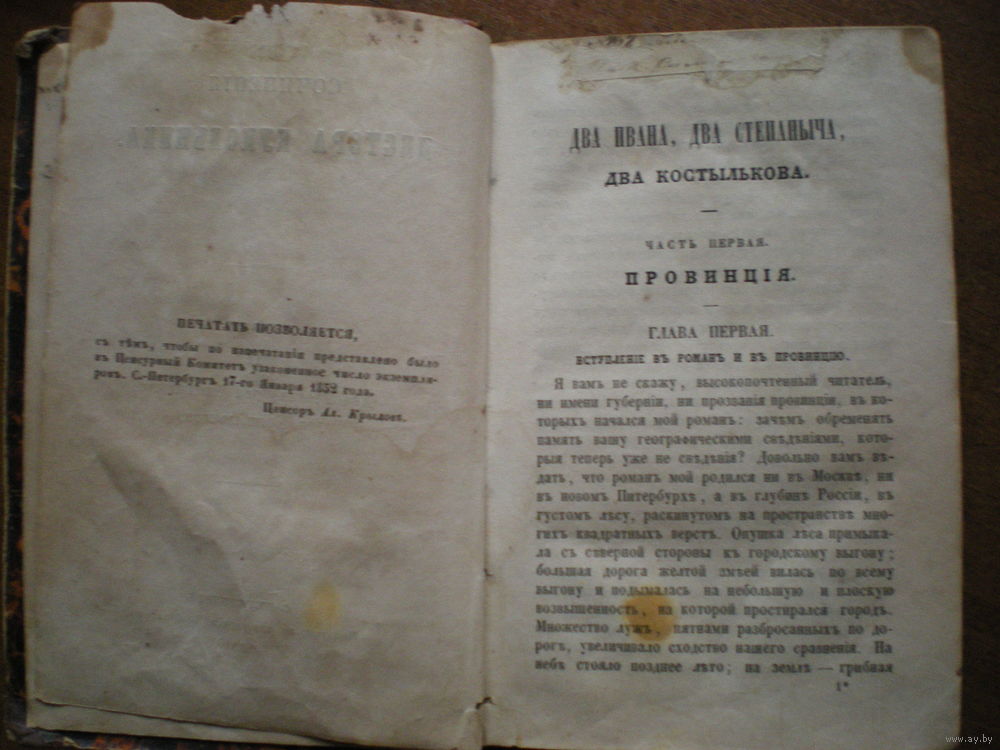 ПЕЧАТАТЬ ПОЗВОЛЯЕТСЯ,
съ тѣмъ, чтобы по напечатаніи представлено было
въ Ценсурный Комитетъ узаконенное число экземпля-
ровъ. С.-Петербургъ 17-го Января 1852 года.
Ценсоръ Ал. Крыловъ.
ДВА ИВАНА, ДВА СТЕПАНЫЧА,
ДВА КОСТЫЛЬКОВА.
ЧАСТЬ ПЕРВАЯ.
ПРОВИНЦІЯ.
ГЛАВА ПЕРВАЯ.
ВСТУПЛЕНІЕ ВЪ РОМАНЪ И ВЪ ПРОВИНЦІЮ.
Я вамъ не скажу, высокопочтенный читатель,
ни имени губерніи, ни прозванія провинціи, въ ко-
торыхъ начался мой романъ: зачѣмъ обременять
память вашу географическими свѣдѣніями, кото-
рыя теперь уже не свѣдѣнія? Довольно вамъ вѣ-
дать, что романъ мой родился ни въ Москвѣ, ни
въ новомъ Питербурхѣ, а въ глубинѣ Россіи, въ
густомъ лѣсу, раскинутомъ на пространствѣ мно-
гихъ квадратныхъ верстъ. Опушка лѣса примыка-
ла съ сѣверной стороны къ городскому выгону;
большая дорога желтой змѣей вилась по всему
выгону и подымалась на небольшую и плоскую
возвышенность, на которой простирался городъ.
Множество лужъ, пятнами разбросанныхъ по до-
рогѣ, увеличивало сходство нашего сравненія. На
небѣ стояло позднее лѣто; на землѣ — грибная
1*
www.ay.by